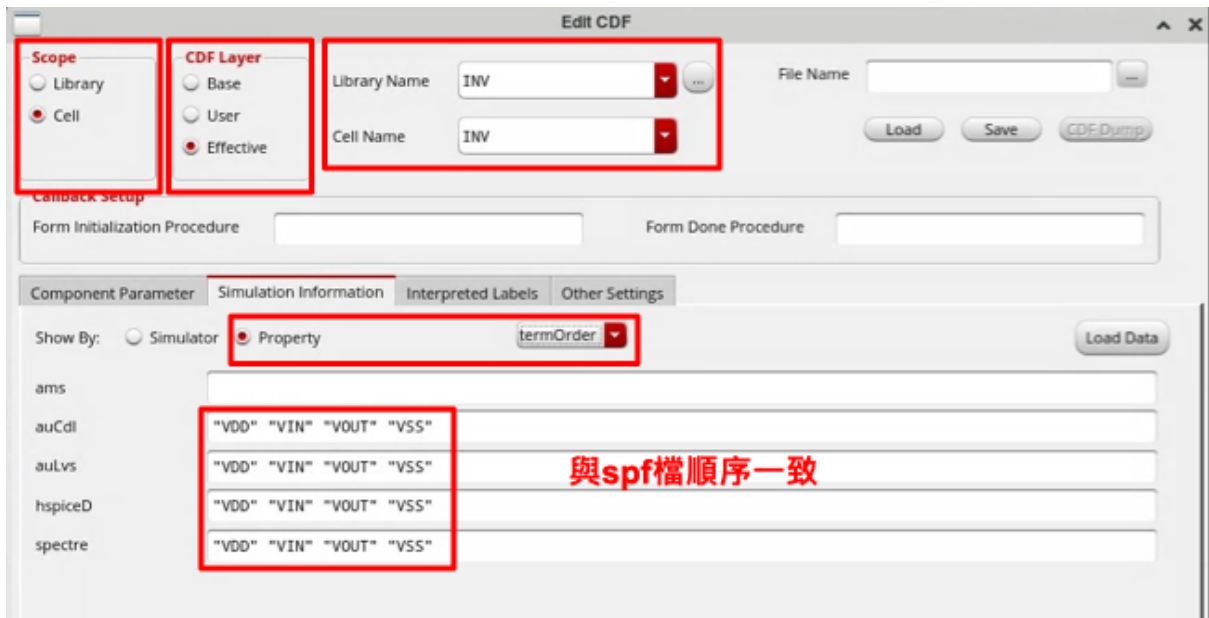 Edit CDF
Scope
Library
Cell
CDF Layer
Base
User
Effective
Library Name INV ...
Cell Name INV
File Name ...
Load Save CDF Dump
Callback Setup
Form Initialization Procedure Form Done Procedure
Component Parameter Simulation Information Interpreted Labels Other Settings
Show By: Simulator Property termOrder Load Data
ams
auCdl "VDD" "VIN" "VOUT" "VSS"
auLvs "VDD" "VIN" "VOUT" "VSS" 與spf檔順序一致
hspiceD "VDD" "VIN" "VOUT" "VSS"
spectre "VDD" "VIN" "VOUT" "VSS"